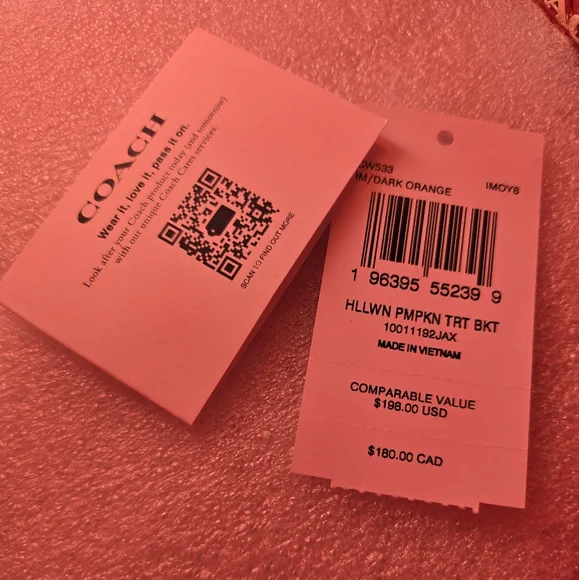 COACH
Wear it, love it, pass it on.
Look after your Coach product today (and tomorrow)
with our unique Coach Cares services.
SCAN TO FIND OUT MORE
CW533
IM/DARK ORANGE
IMOY8
1 96395 55239 9
HLLWN PMPKN TRT BKT
10011192JAX
MADE IN VIETNAM
COMPARABLE VALUE
$198.00 USD
$180.00 CAD